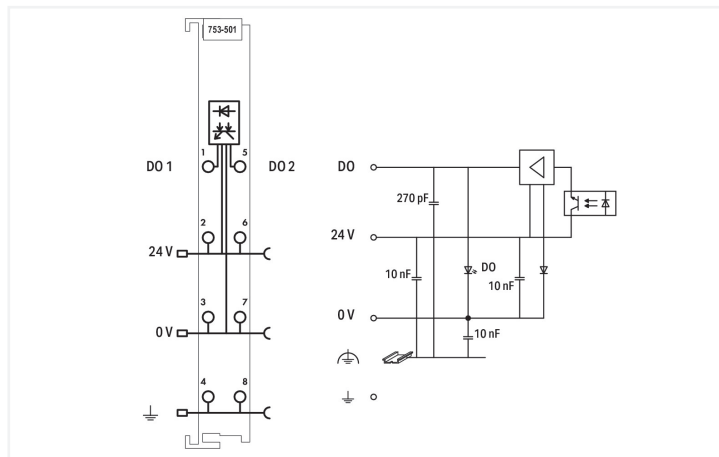 753-501
1 5
DO 1 DO 2 DO
270 pF
2 6
24 V 24 V
10 nF DO 10 nF
3 7
0 V 0 V
10 nF
4 8